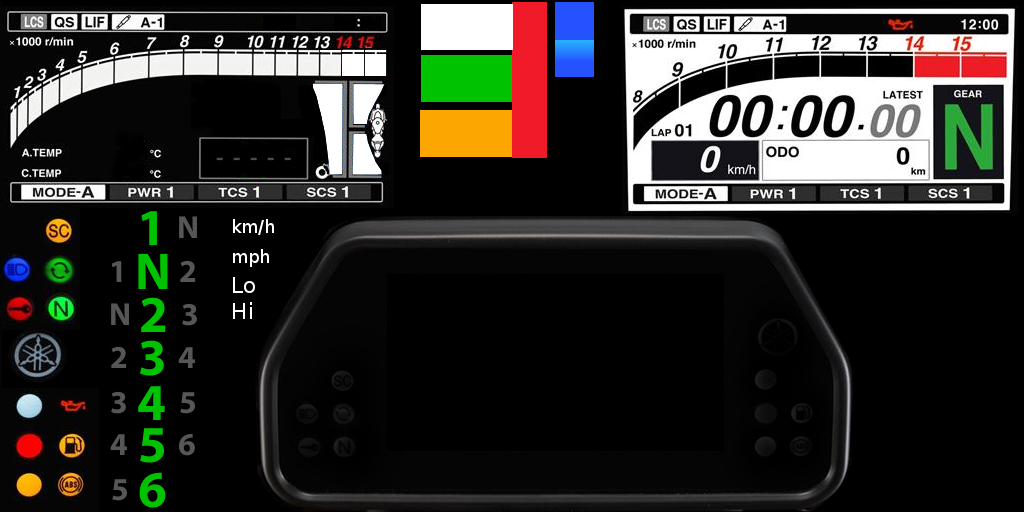 LCS QS LIF A-1 :
×1000 r/min
1 2 3 4 5 6 7 8 9 10 11 12 13 14 15
A.TEMP °C
C.TEMP °C
- - - - -
MODE-A PWR 1 TCS 1 SCS 1
LCS QS LIF A-1 12:00
×1000 r/min
8 9 10 11 12 13 14 15
LATEST
LAP 01 00:00.00
GEAR
N
0 km/h
ODO 0 km
MODE-A PWR 1 TCS 1 SCS 1
SC
N
ABS
1 N
1 N 2
N 2 3
2 3 4
3 4 5
4 5 6
5 6
km/h
mph
Lo
Hi
SC
N